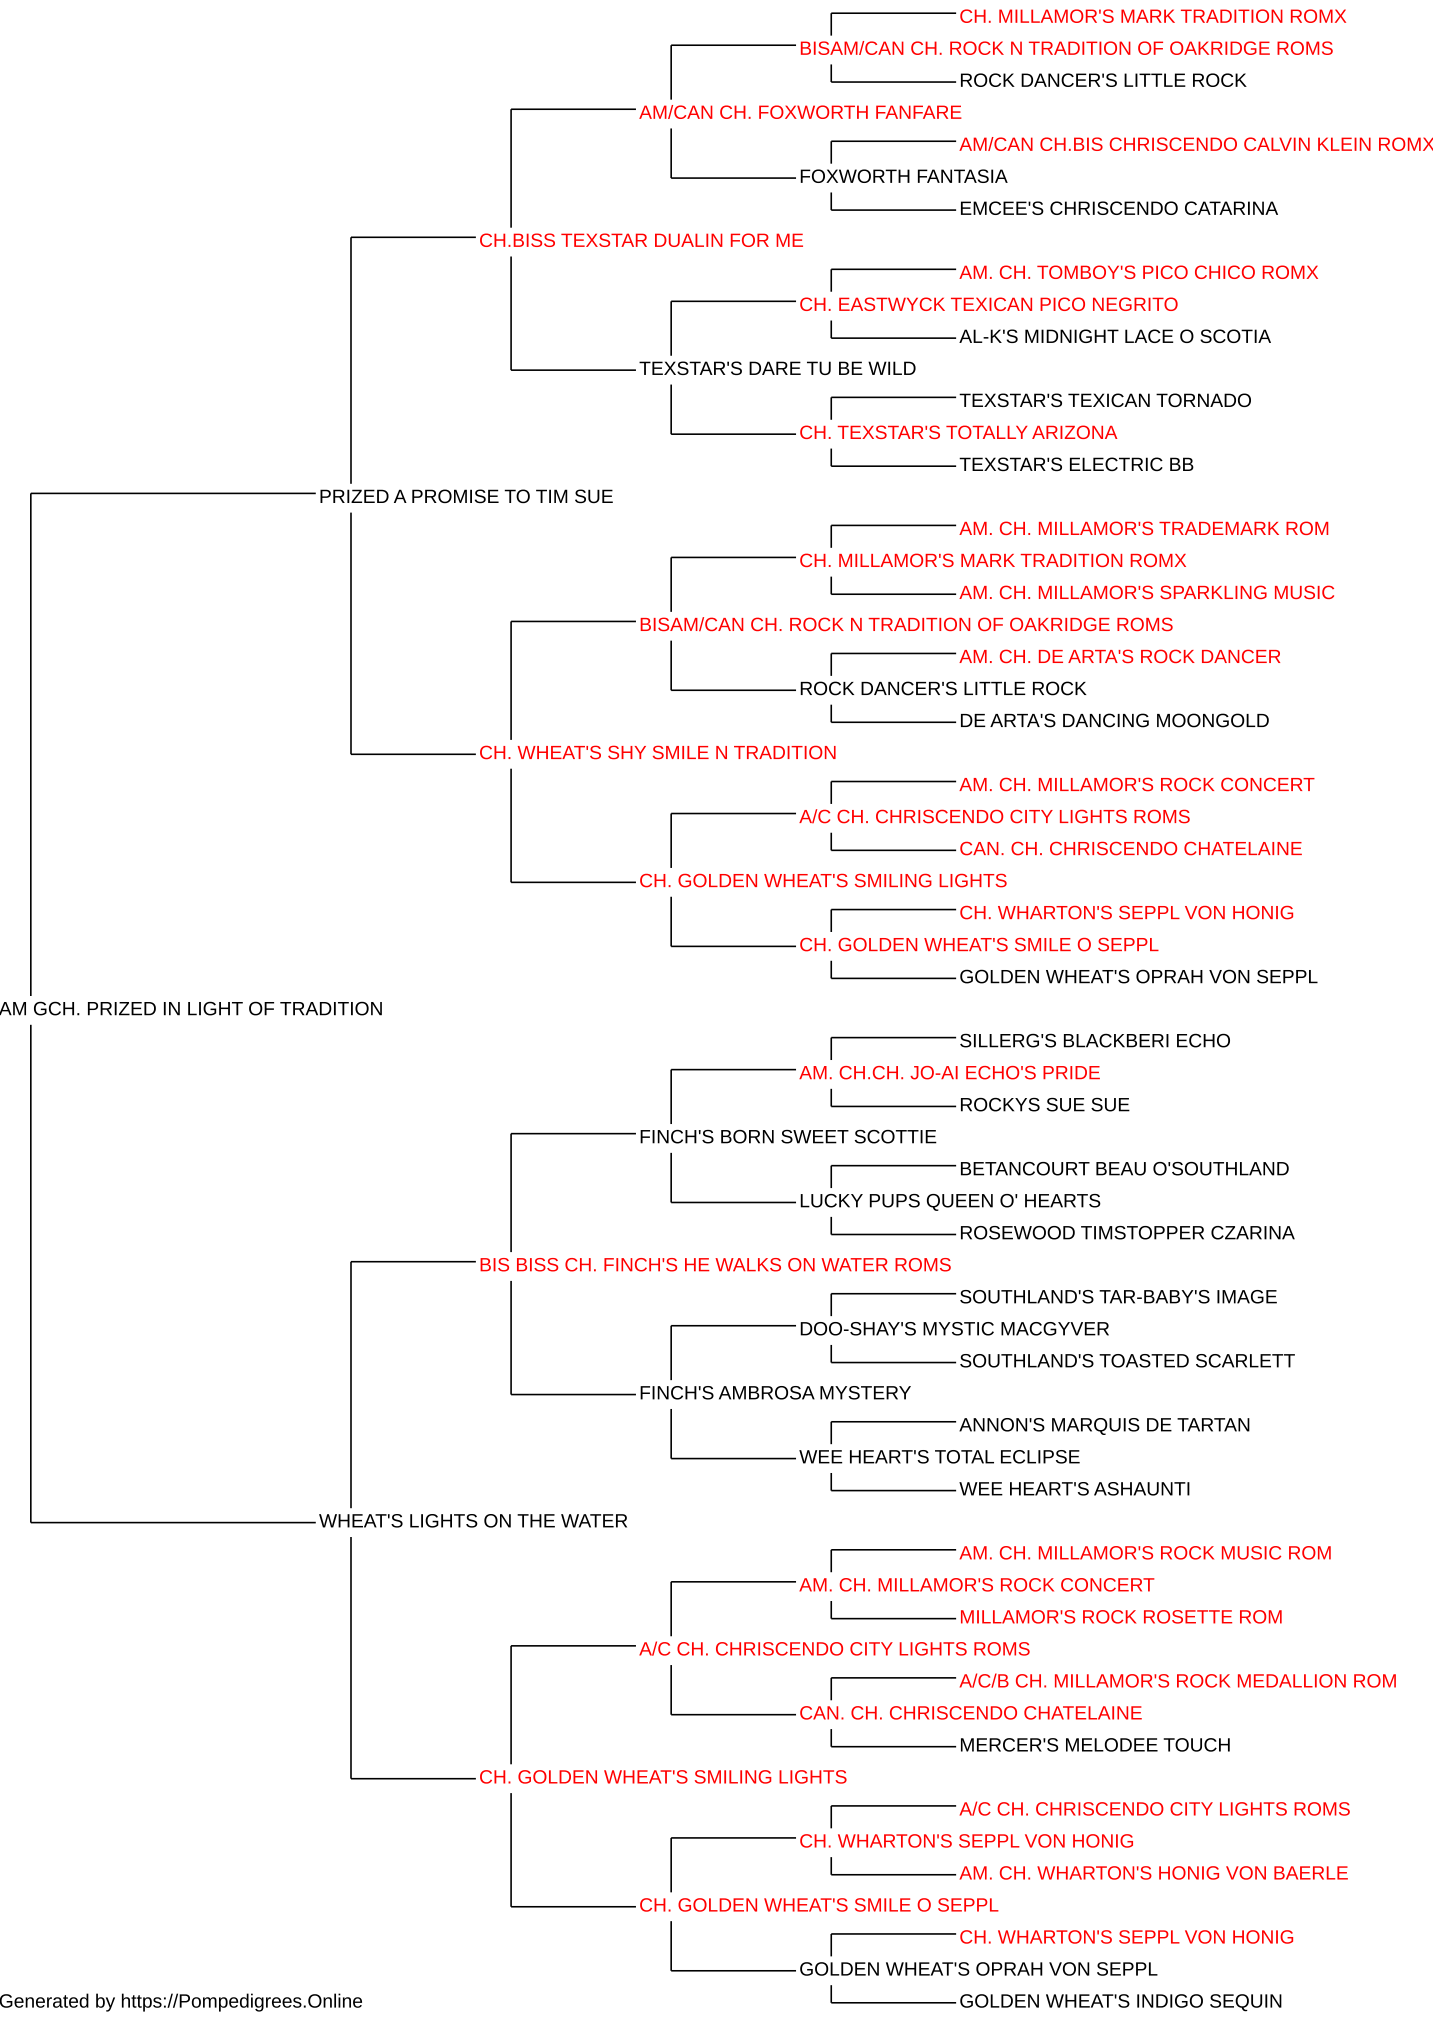 CH. MILLAMOR'S MARK TRADITION ROMX
BISAM/CAN CH. ROCK N TRADITION OF OAKRIDGE ROMS
ROCK DANCER'S LITTLE ROCK
AM/CAN CH. FOXWORTH FANFARE
AM/CAN CH.BIS CHRISCENDO CALVIN KLEIN ROMX
FOXWORTH FANTASIA
EMCEE'S CHRISCENDO CATARINA
CH.BISS TEXSTAR DUALIN FOR ME
AM. CH. TOMBOY'S PICO CHICO ROMX
CH. EASTWYCK TEXICAN PICO NEGRITO
AL-K'S MIDNIGHT LACE O SCOTIA
TEXSTAR'S DARE TU BE WILD
TEXSTAR'S TEXICAN TORNADO
CH. TEXSTAR'S TOTALLY ARIZONA
TEXSTAR'S ELECTRIC BB
PRIZED A PROMISE TO TIM SUE
AM. CH. MILLAMOR'S TRADEMARK ROM
CH. MILLAMOR'S MARK TRADITION ROMX
AM. CH. MILLAMOR'S SPARKLING MUSIC
BISAM/CAN CH. ROCK N TRADITION OF OAKRIDGE ROMS
AM. CH. DE ARTA'S ROCK DANCER
ROCK DANCER'S LITTLE ROCK
DE ARTA'S DANCING MOONGOLD
CH. WHEAT'S SHY SMILE N TRADITION
AM. CH. MILLAMOR'S ROCK CONCERT
A/C CH. CHRISCENDO CITY LIGHTS ROMS
CAN. CH. CHRISCENDO CHATELAINE
CH. GOLDEN WHEAT'S SMILING LIGHTS
CH. WHARTON'S SEPPL VON HONIG
CH. GOLDEN WHEAT'S SMILE O SEPPL
GOLDEN WHEAT'S OPRAH VON SEPPL
AM GCH. PRIZED IN LIGHT OF TRADITION
SILLERG'S BLACKBERI ECHO
AM. CH.CH. JO-AI ECHO'S PRIDE
ROCKYS SUE SUE
FINCH'S BORN SWEET SCOTTIE
BETANCOURT BEAU O'SOUTHLAND
LUCKY PUPS QUEEN O' HEARTS
ROSEWOOD TIMSTOPPER CZARINA
BIS BISS CH. FINCH'S HE WALKS ON WATER ROMS
SOUTHLAND'S TAR-BABY'S IMAGE
DOO-SHAY'S MYSTIC MACGYVER
SOUTHLAND'S TOASTED SCARLETT
FINCH'S AMBROSA MYSTERY
ANNON'S MARQUIS DE TARTAN
WEE HEART'S TOTAL ECLIPSE
WEE HEART'S ASHAUNTI
WHEAT'S LIGHTS ON THE WATER
AM. CH. MILLAMOR'S ROCK MUSIC ROM
AM. CH. MILLAMOR'S ROCK CONCERT
MILLAMOR'S ROCK ROSETTE ROM
A/C CH. CHRISCENDO CITY LIGHTS ROMS
A/C/B CH. MILLAMOR'S ROCK MEDALLION ROM
CAN. CH. CHRISCENDO CHATELAINE
MERCER'S MELODEE TOUCH
CH. GOLDEN WHEAT'S SMILING LIGHTS
A/C CH. CHRISCENDO CITY LIGHTS ROMS
CH. WHARTON'S SEPPL VON HONIG
AM. CH. WHARTON'S HONIG VON BAERLE
CH. GOLDEN WHEAT'S SMILE O SEPPL
CH. WHARTON'S SEPPL VON HONIG
GOLDEN WHEAT'S OPRAH VON SEPPL
GOLDEN WHEAT'S INDIGO SEQUIN
Generated by https://Pompedigrees.Online